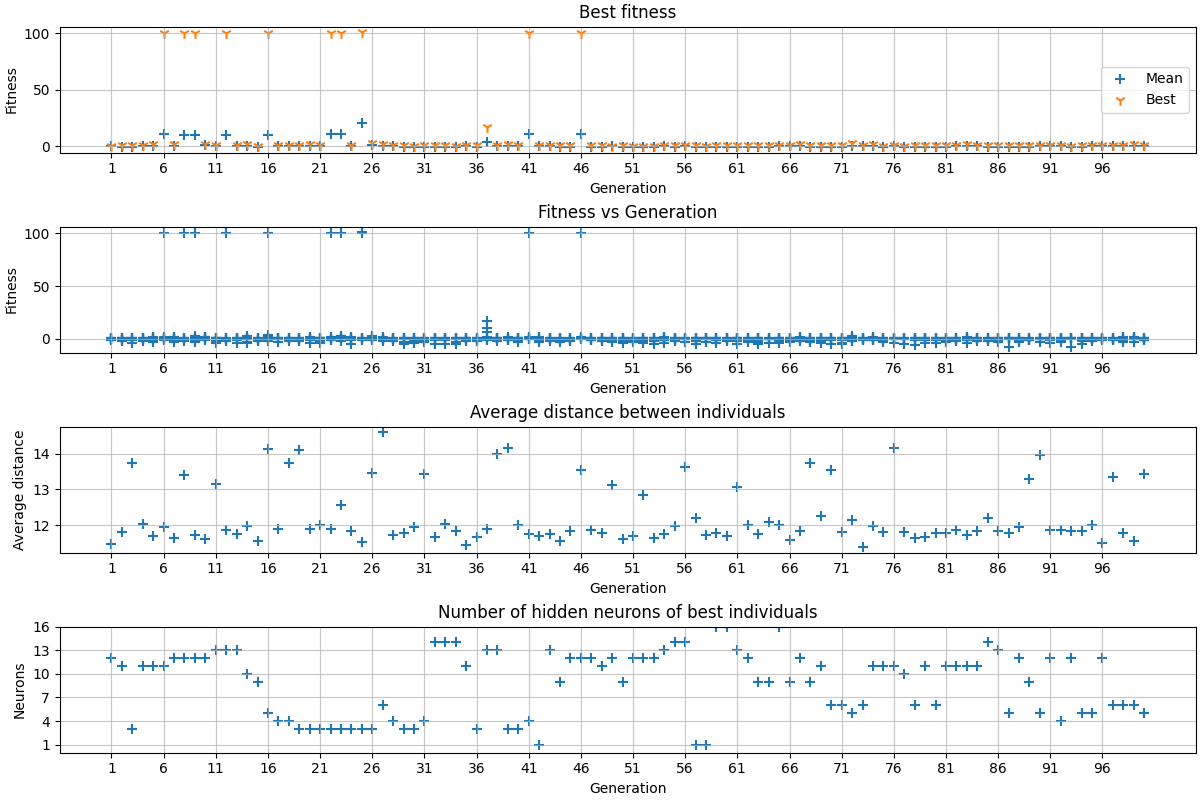 Best fitness
100
50
0
Fitness
Mean
Best
1 6 11 16 21 26 31 36 41 46 51 56 61 66 71 76 81 86 91 96
Generation
Fitness vs Generation
100
50
0
Fitness
1 6 11 16 21 26 31 36 41 46 51 56 61 66 71 76 81 86 91 96
Generation
Average distance between individuals
14
13
12
Average distance
1 6 11 16 21 26 31 36 41 46 51 56 61 66 71 76 81 86 91 96
Generation
Number of hidden neurons of best individuals
16
13
10
7
4
1
Neurons
1 6 11 16 21 26 31 36 41 46 51 56 61 66 71 76 81 86 91 96
Generation